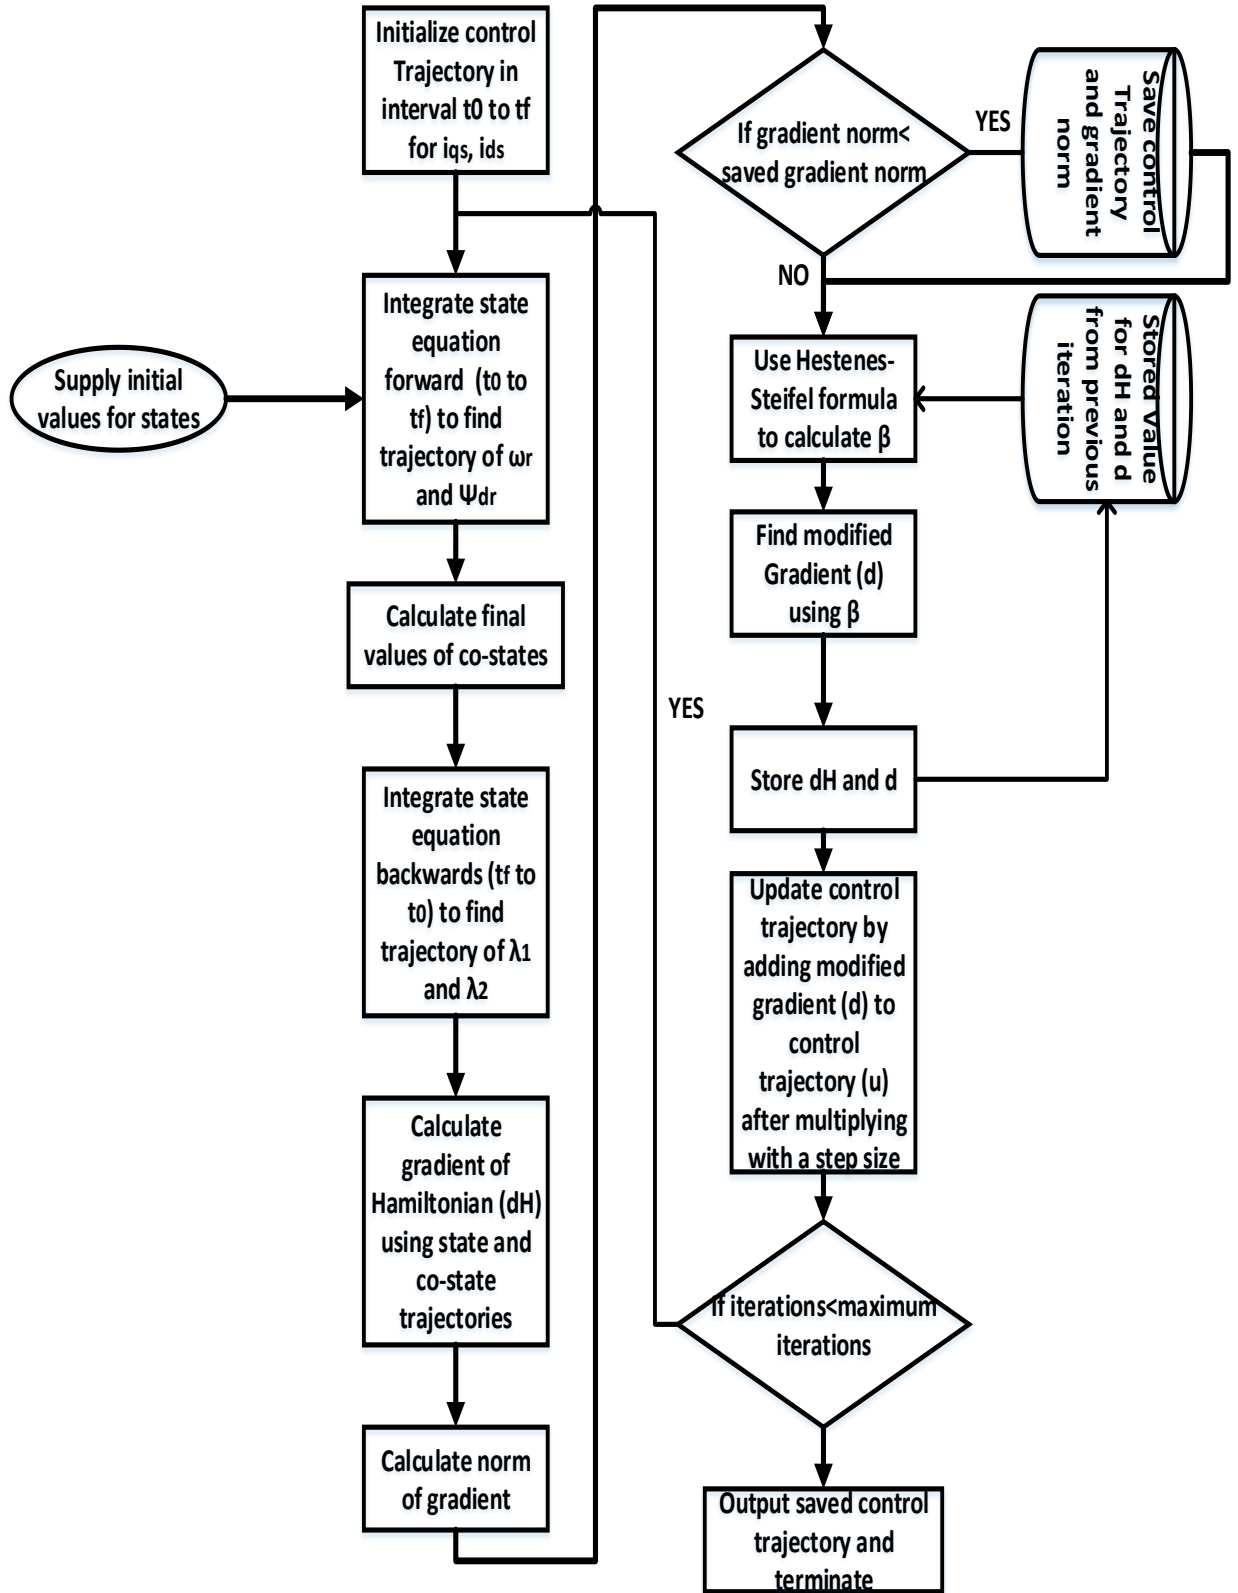 Initialize control
Trajectory in
interval t0 to tf
for iqs, ids
Supply initial
values for states
Integrate state
equation
forward (t0 to
tf) to find
trajectory of ωr
and Ψdr
Calculate final
values of co-states
Integrate state
equation
backwards (tf to
t0) to find
trajectory of λ1
and λ2
Calculate
gradient of
Hamiltonian (dH)
using state and
co-state
trajectories
Calculate norm
of gradient
If gradient norm<
saved gradient norm
YES
Save control
Trajectory
and gradient
norm
NO
Use Hestenes-
Steifel formula
to calculate β
Stored Value
for dH and d
from previous
iteration
Find modified
Gradient (d)
using β
Store dH and d
Update control
trajectory by
adding modified
gradient (d) to
control
trajectory (u)
after multiplying
with a step size
If iterations<maximum
iterations
YES
Output saved control
trajectory and
terminate